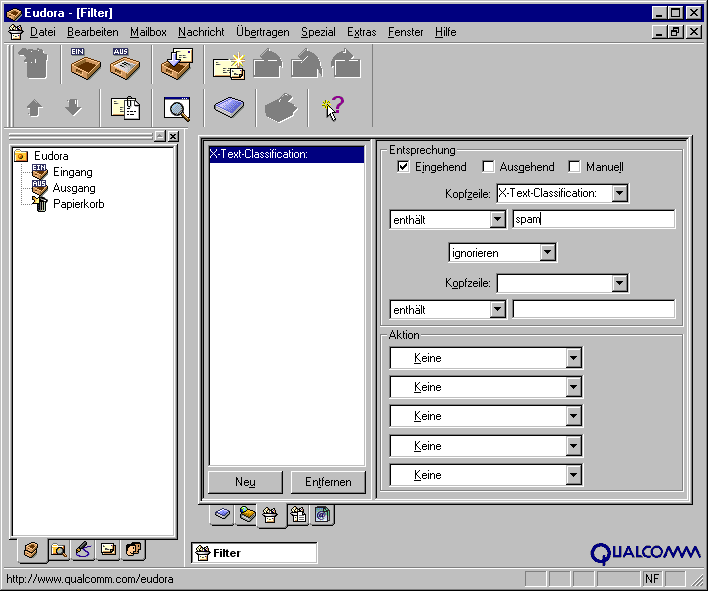 Eudora - [Filter]
Datei Bearbeiten Mailbox Nachricht Übertragen Spezial Extras Fenster Hilfe
EIN AUS
Eudora
EIN Eingang
AUS Ausgang
Papierkorb
X-Text-Classification:
Neu Entfernen
Entsprechung
Eingehend Ausgehend Manuell
Kopfzeile: X-Text-Classification:
enthält spam
ignorieren
Kopfzeile:
enthält
Aktion
Keine
Keine
Keine
Keine
Keine
Filter
QUALCOMM
http://www.qualcomm.com/eudora NF